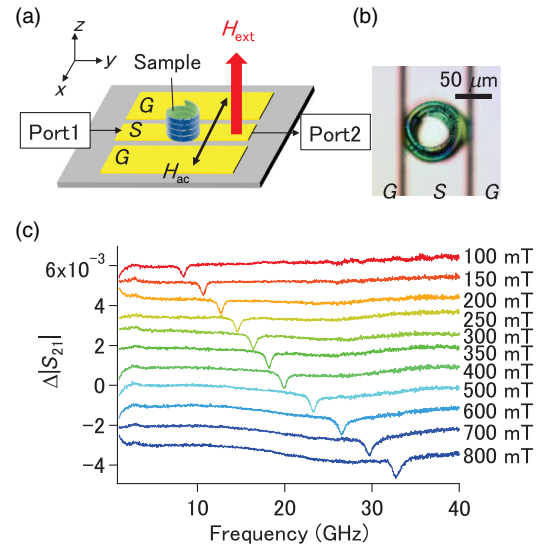 (a)
z
y
x
Sample
H_ext
G
Port1
S
Port2
G
H_ac
(b)
50 μm
G S G
(c)
6x10⁻³
4
2
0
−2
−4
Δ|S₂₁|
100 mT
150 mT
200 mT
250 mT
300 mT
350 mT
400 mT
500 mT
600 mT
700 mT
800 mT
10 20 30 40
Frequency (GHz)